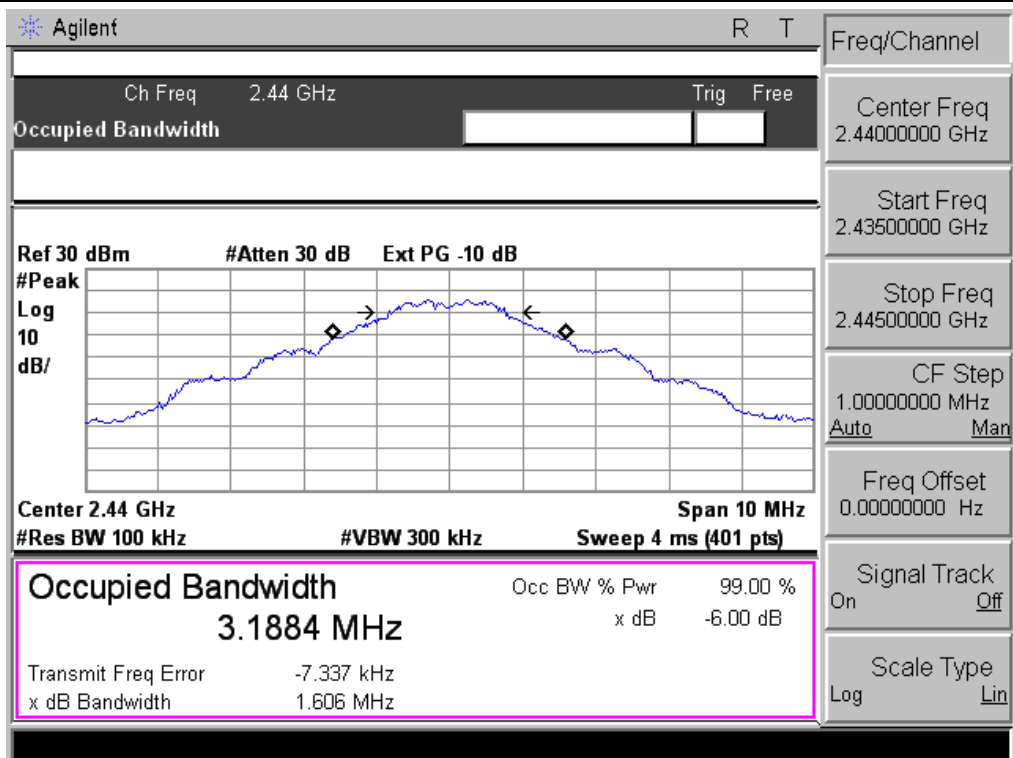 Agilent R T
Ch Freq 2.44 GHz Trig Free
Occupied Bandwidth
Ref 30 dBm #Atten 30 dB Ext PG -10 dB
#Peak
Log
10
dB/
Center 2.44 GHz Span 10 MHz
#Res BW 100 kHz #VBW 300 kHz Sweep 4 ms (401 pts)
Occupied Bandwidth
3.1884 MHz
Occ BW % Pwr 99.00 %
x dB -6.00 dB
Transmit Freq Error -7.337 kHz
x dB Bandwidth 1.606 MHz
Freq/Channel
Center Freq
2.44000000 GHz
Start Freq
2.43500000 GHz
Stop Freq
2.44500000 GHz
CF Step
1.00000000 MHz
Auto Man
Freq Offset
0.00000000 Hz
Signal Track
On Off
Scale Type
Log Lin